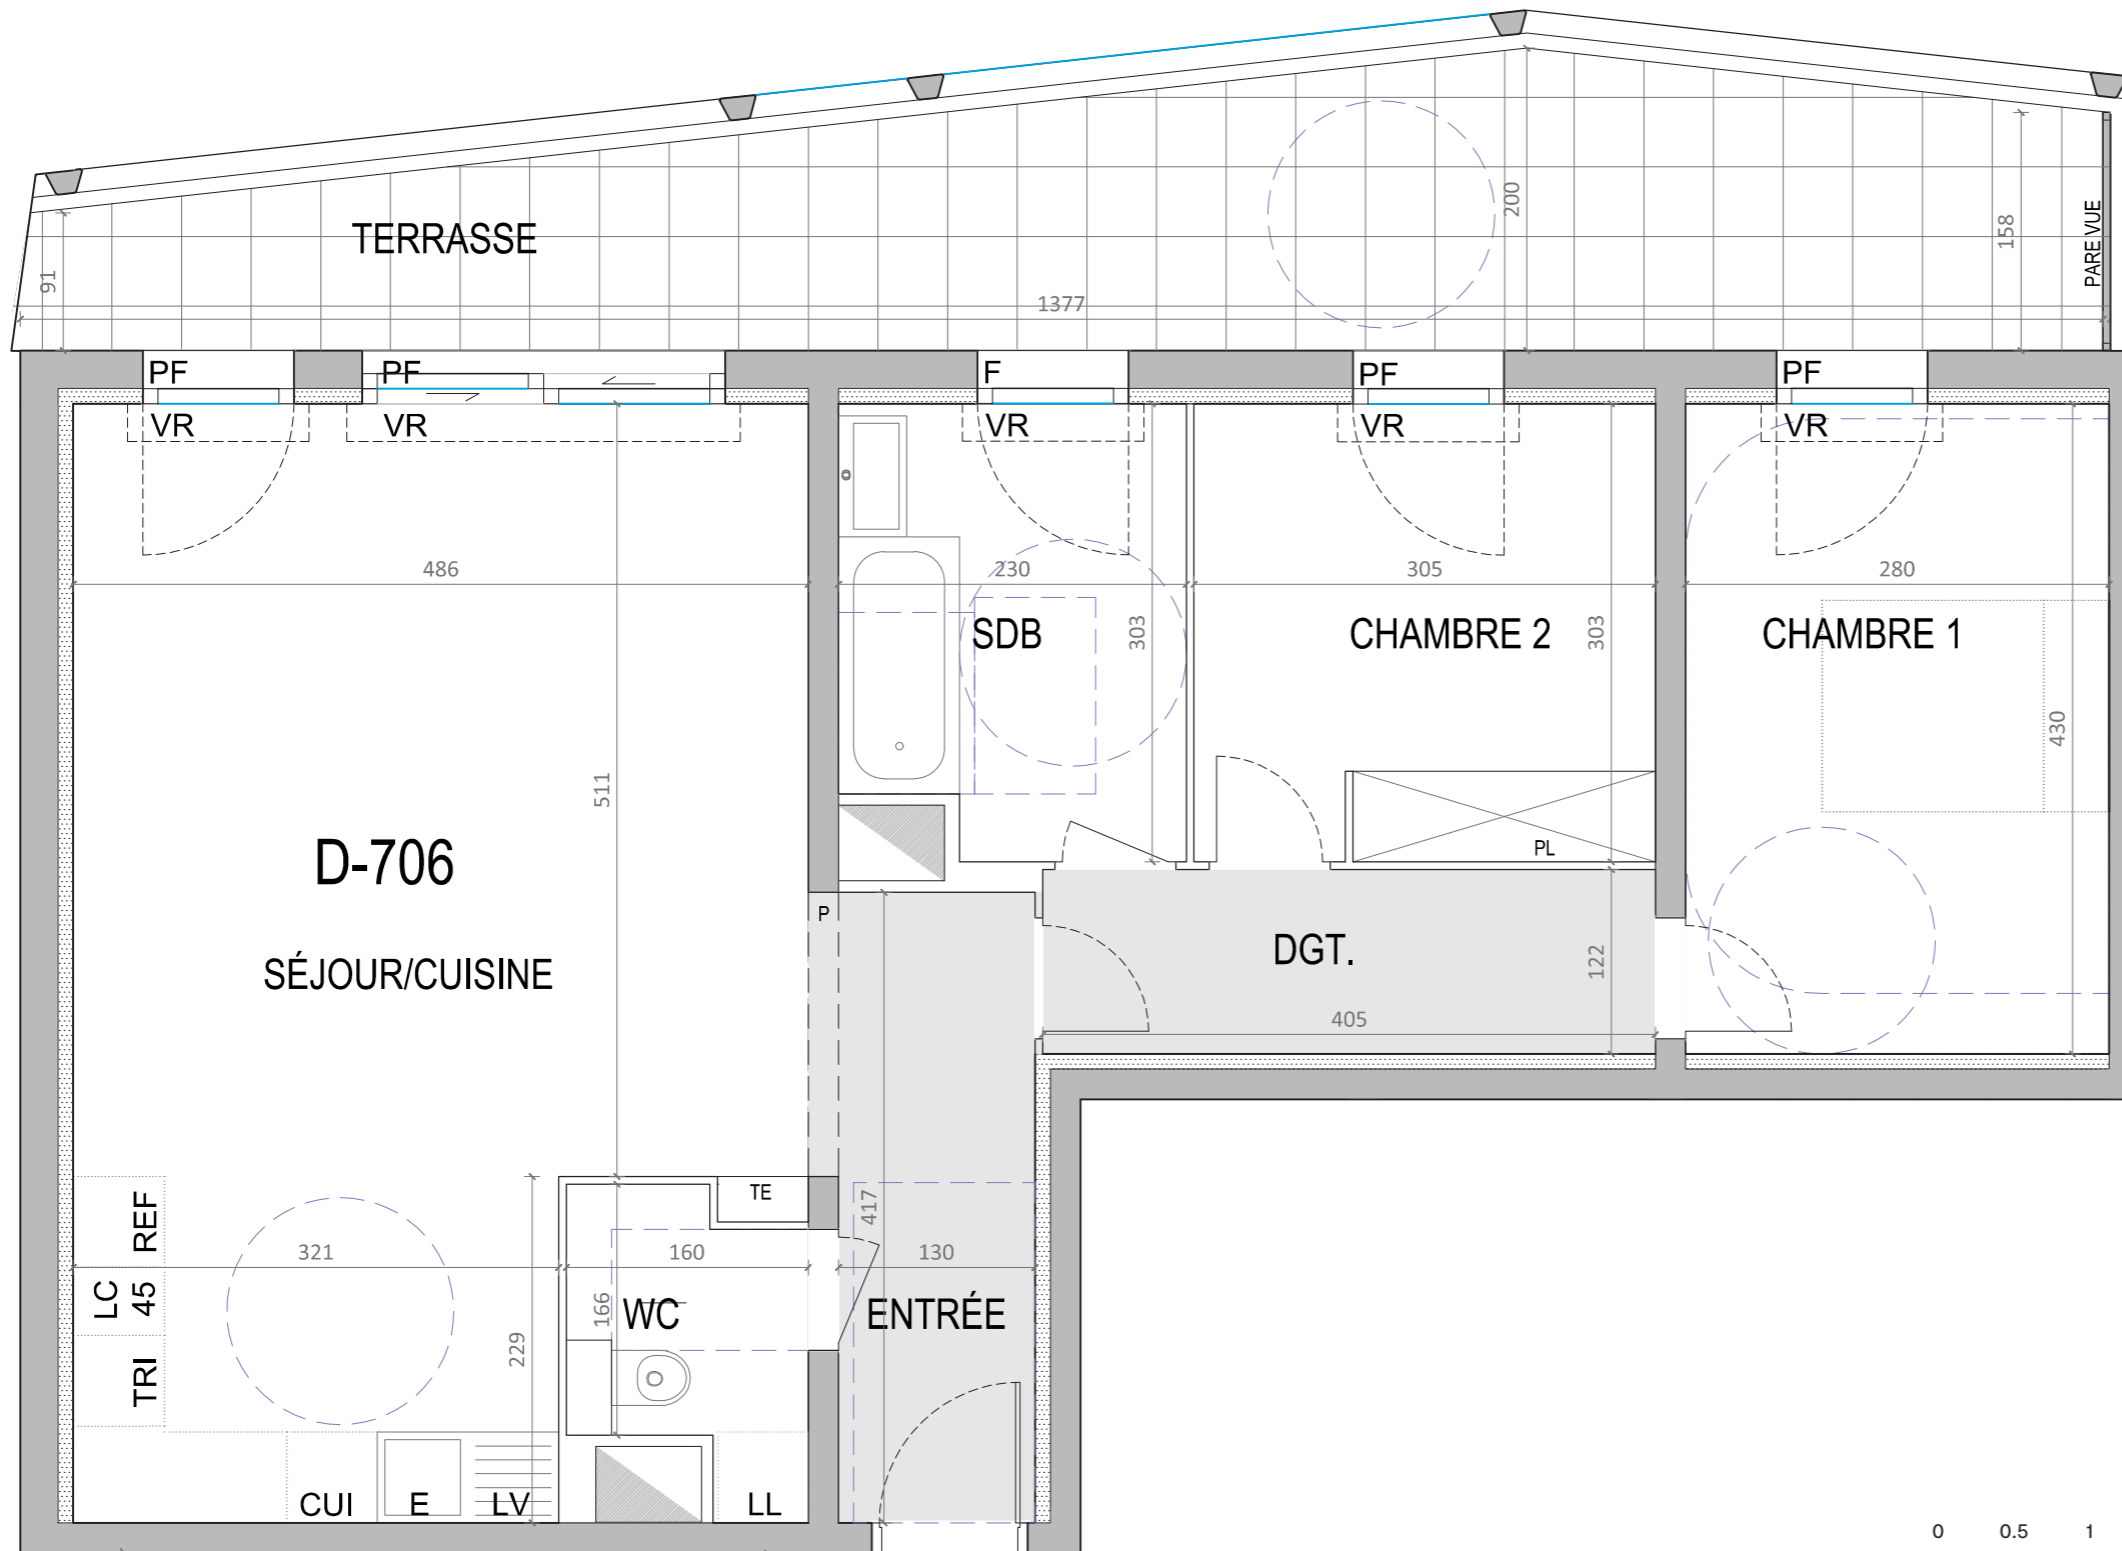 200
158
PARE VUE
TERRASSE
91
1377
PF
PF
F
PF
PF
VR
VR
VR
VR
VR
486
230
305
280
SDB
303
CHAMBRE 2
303
CHAMBRE 1
430
511
D-706
PL
P
SÉJOUR/CUISINE
DGT.
122
405
TE
REF
417
321
160
130
LC
45
166
WC
ENTRÉE
229
TRI
CUI
E
LV
LL
0
0.5
1